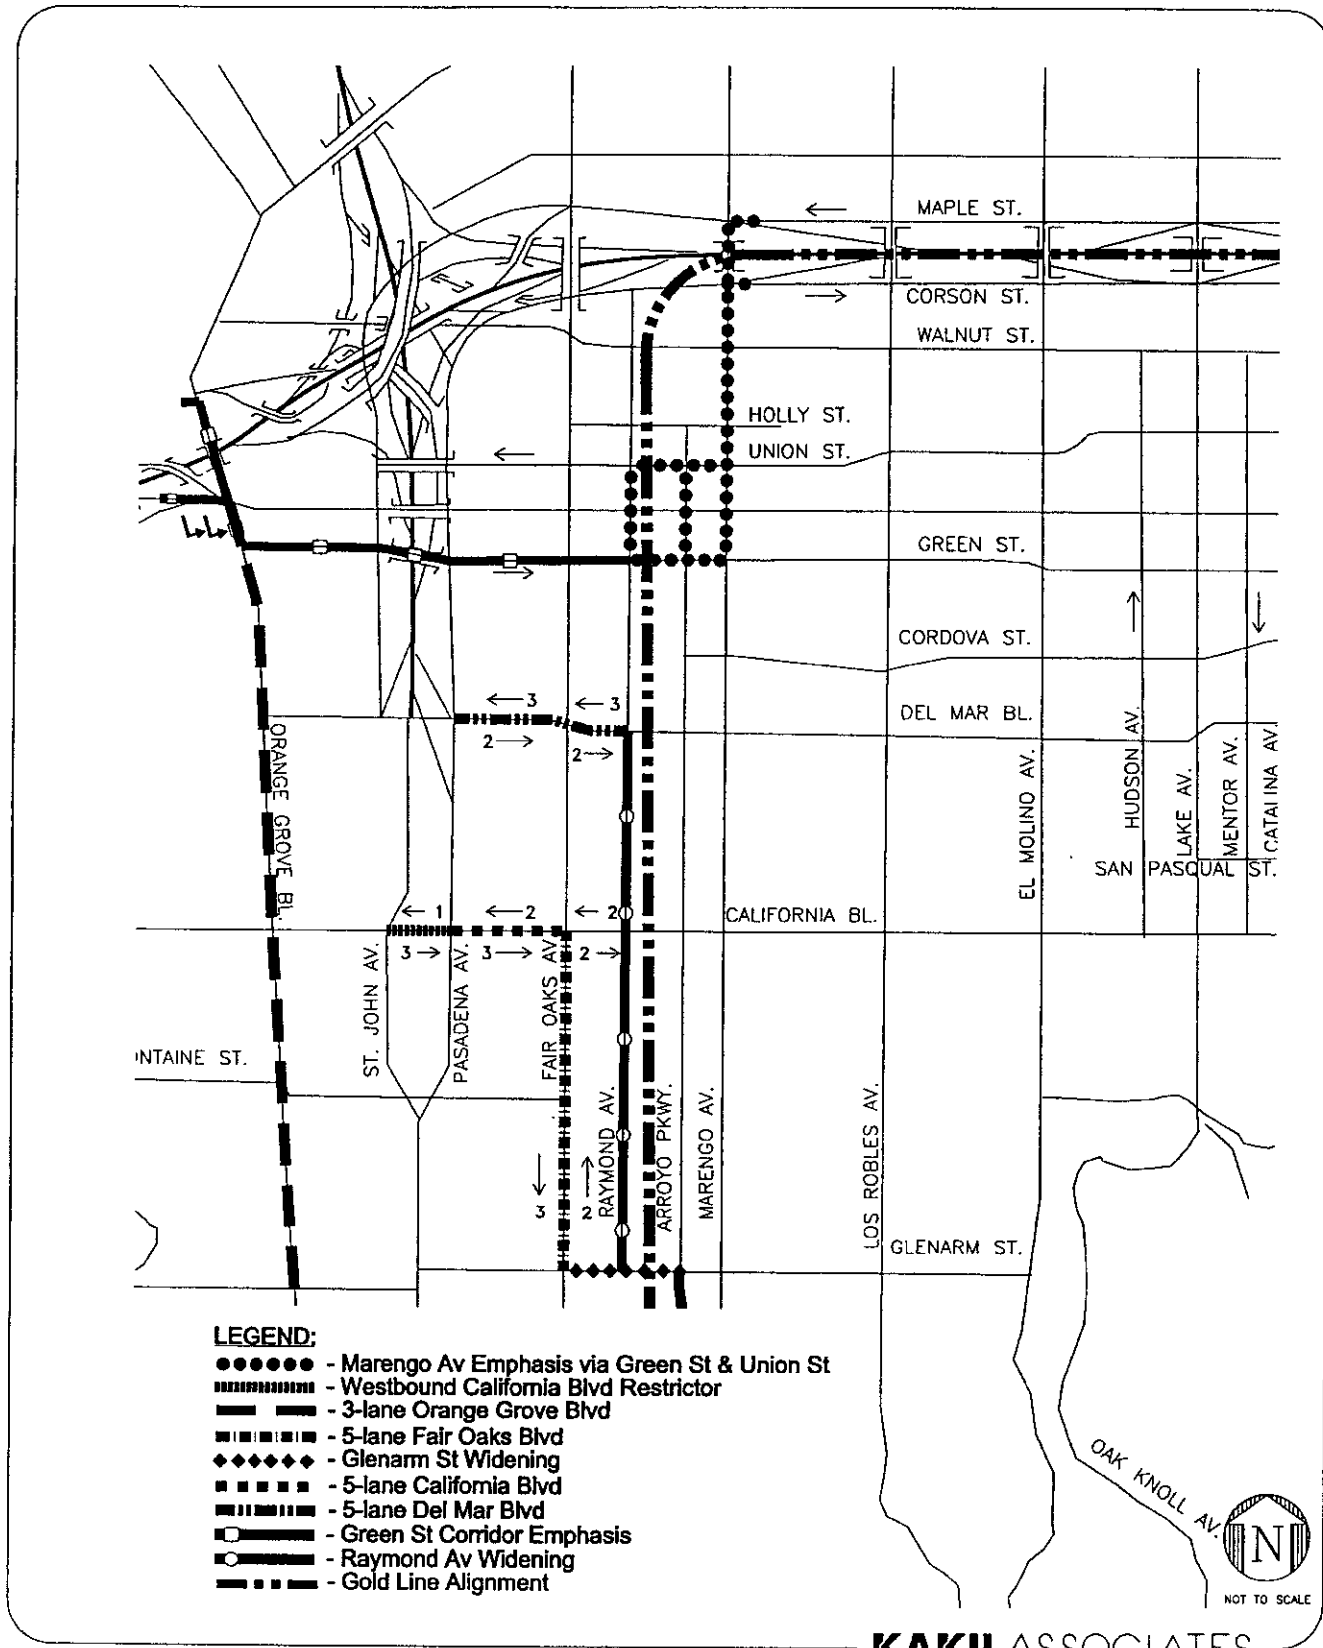 MAPLE ST.
CORSON ST.
WALNUT ST.
HOLLY ST.
UNION ST.
GREEN ST.
CORDOVA ST.
DEL MAR BL.
3
3
2
2
ORANGE GROVE BL.
EL MOLINO AV.
HUDSON AV.
LAKE AV.
MENTOR AV.
CATALINA AV.
SAN PASQUAL ST.
1
2
2
CALIFORNIA BL.
3
3
2
ST. JOHN AV.
PASADENA AV.
FAIR OAKS AV.
RAYMOND AV.
ARROYO PKWY.
MARENGO AV.
LOS ROBLES AV.
NTAINE ST.
3
2
GLENARM ST.
OAK KNOLL AV.
LEGEND:
- Marengo Av Emphasis via Green St & Union St
- Westbound California Blvd Restrictor
- 3-lane Orange Grove Blvd
- 5-lane Fair Oaks Blvd
- Glenarm St Widening
- 5-lane California Blvd
- 5-lane Del Mar Blvd
- Green St Corridor Emphasis
- Raymond Av Widening
- Gold Line Alignment
N
NOT TO SCALE
ASSOCIATES